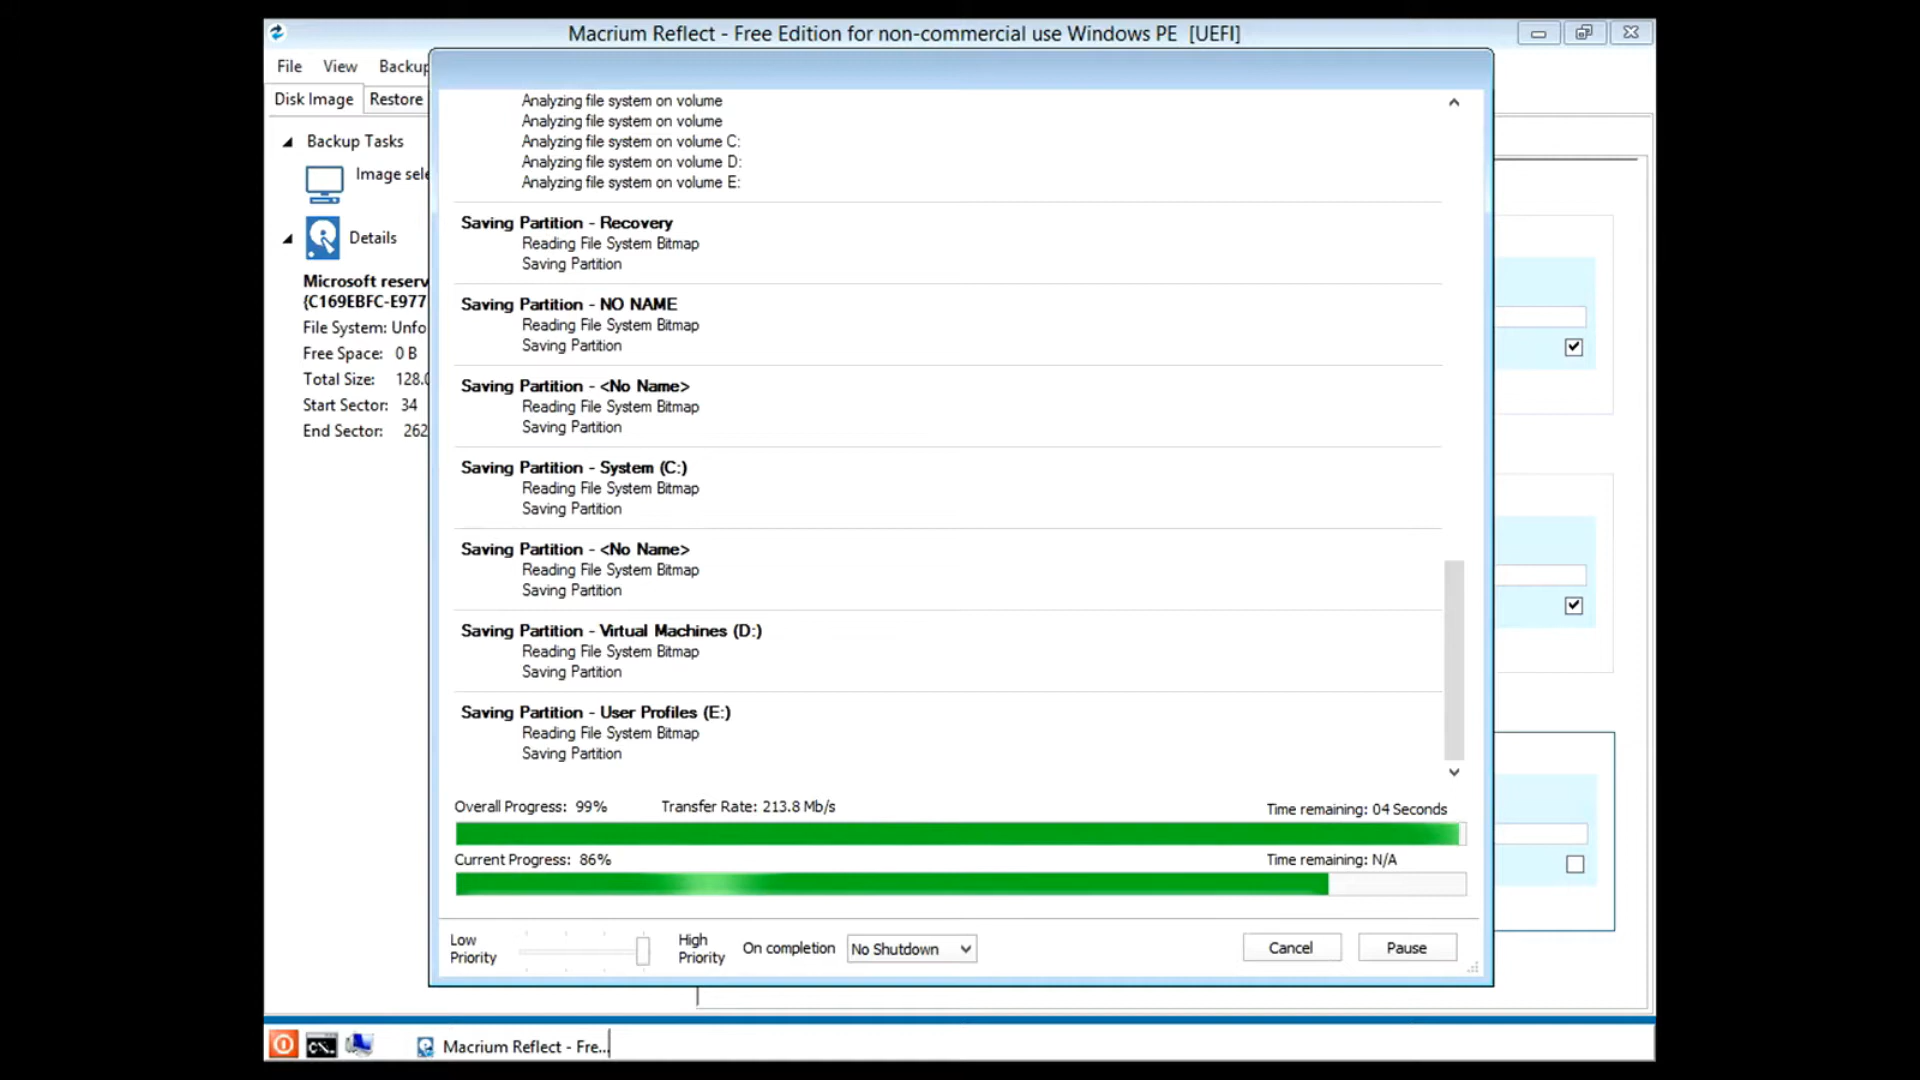 Macrium Reflect - Free Edition for non-commercial use Windows PE [UEFI]
File View Backup
Disk Image Restore
Backup Tasks
Image sele
Details
Microsoft reserv
{C169EBFC-E977
File System: Unfo
Free Space: 0 B
Total Size: 128.0
Start Sector: 34
End Sector: 262
Analyzing file system on volume
Analyzing file system on volume
Analyzing file system on volume C:
Analyzing file system on volume D:
Analyzing file system on volume E:
Saving Partition - Recovery
Reading File System Bitmap
Saving Partition
Saving Partition - NO NAME
Reading File System Bitmap
Saving Partition
Saving Partition - <No Name>
Reading File System Bitmap
Saving Partition
Saving Partition - System (C:)
Reading File System Bitmap
Saving Partition
Saving Partition - <No Name>
Reading File System Bitmap
Saving Partition
Saving Partition - Virtual Machines (D:)
Reading File System Bitmap
Saving Partition
Saving Partition - User Profiles (E:)
Reading File System Bitmap
Saving Partition
Overall Progress: 99% Transfer Rate: 213.8 Mb/s Time remaining: 04 Seconds
Current Progress: 86% Time remaining: N/A
Low Priority High Priority On completion No Shutdown Cancel Pause
Macrium Reflect - Fre...